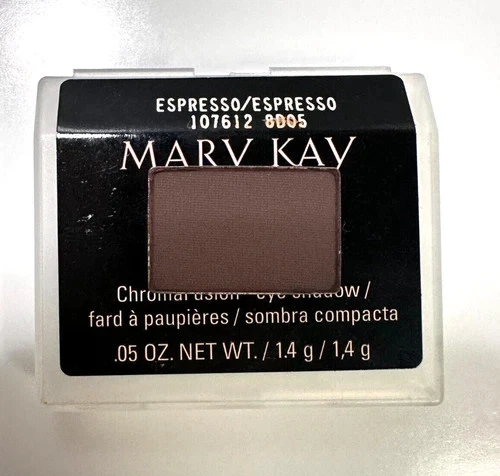 ESPRESSO/ESPRESSO
107612 8D05
MARY KAY
ChromaFusion eye shadow /
fard à paupières / sombra compacta
.05 OZ. NET WT. / 1.4 g / 1,4 g